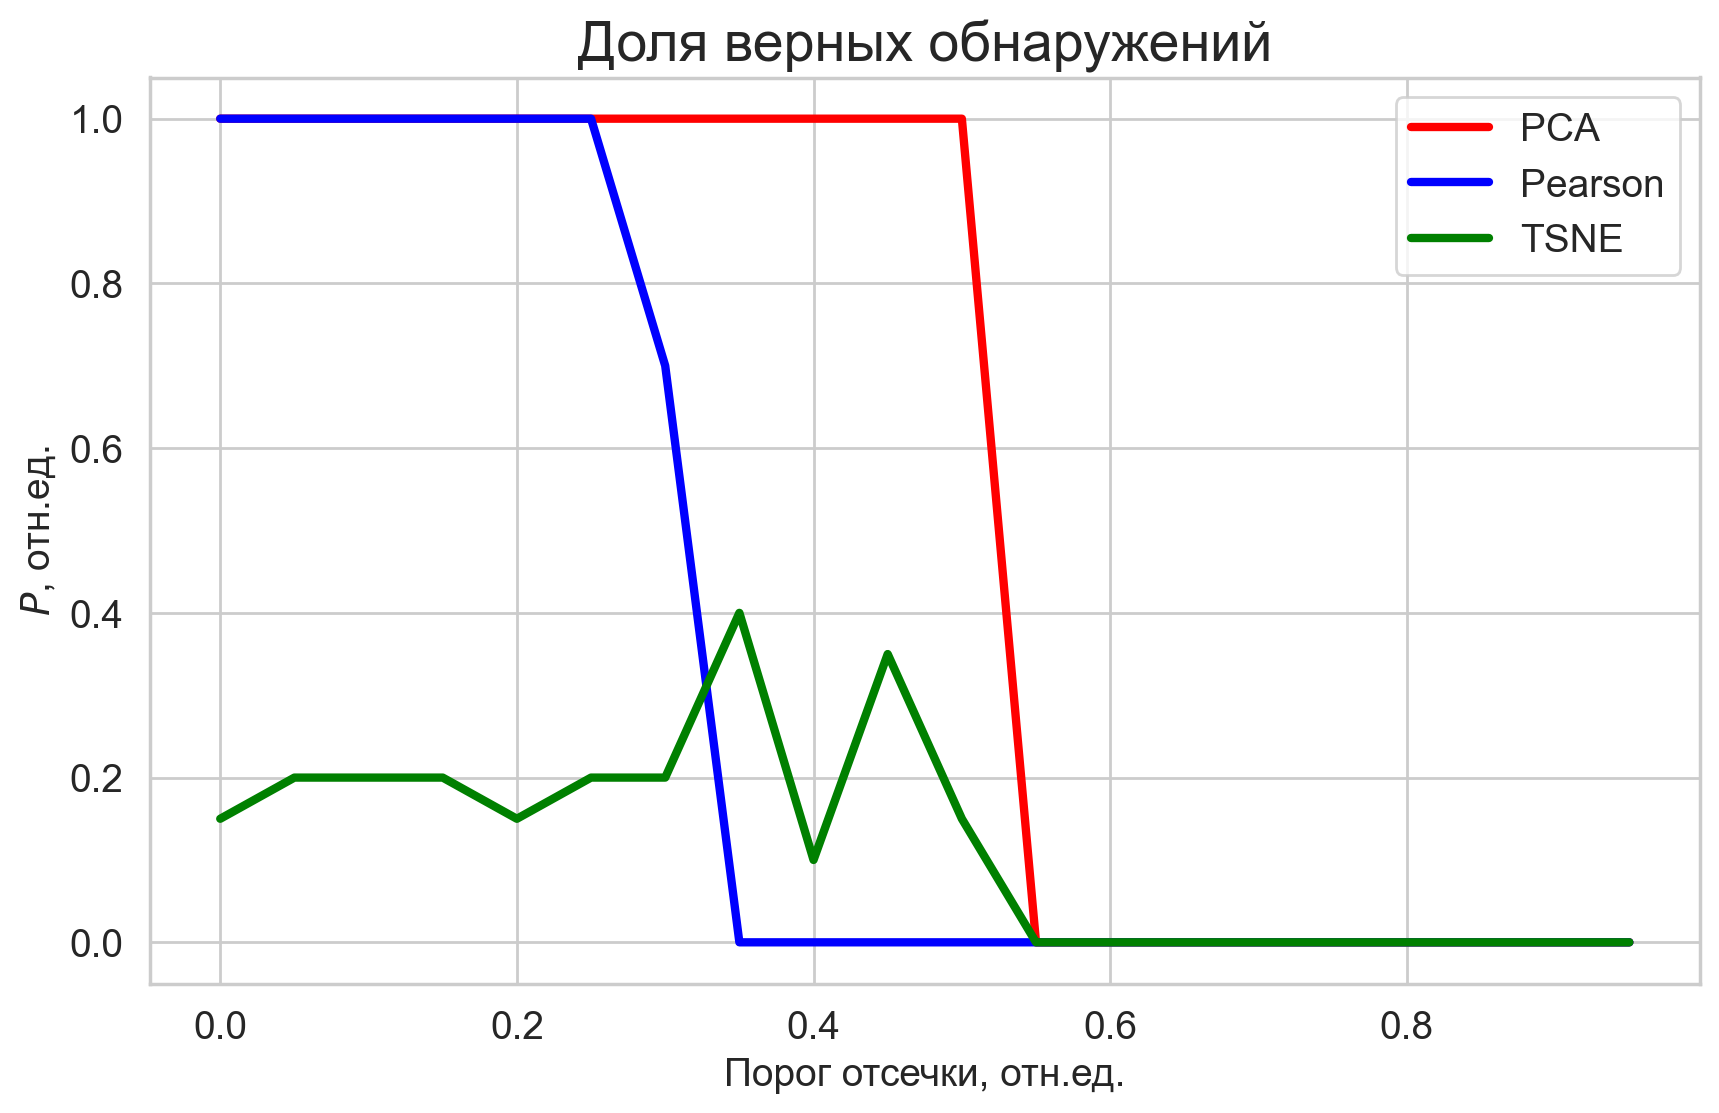 Доля верных обнаружений
1.0
0.8
0.6
0.4
0.2
0.0
P, отн.ед.
PCA
Pearson
TSNE
0.0 0.2 0.4 0.6 0.8
Порог отсечки, отн.ед.